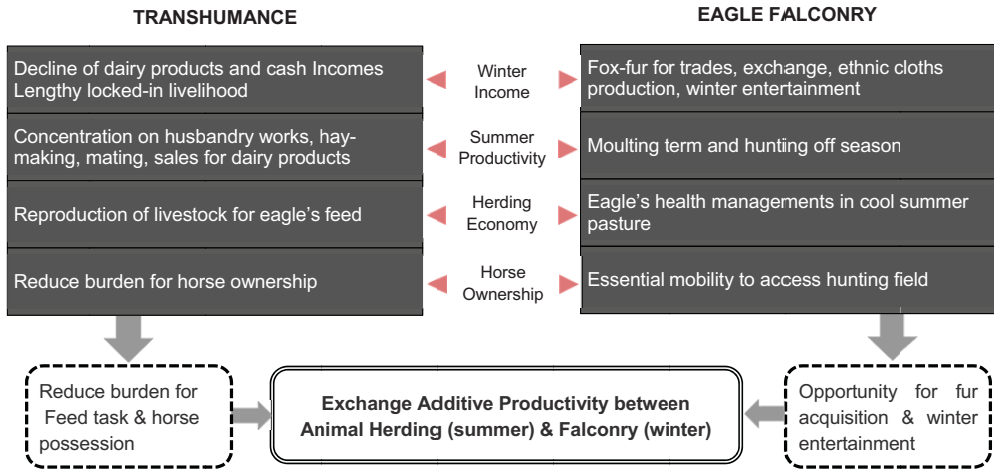 TRANSHUMANCE
EAGLE FALCONRY
Decline of dairy products and cash Incomes
Lengthy locked-in livelihood
Winter
Income
Fox-fur for trades, exchange, ethnic cloths
production, winter entertainment
Concentration on husbandry works, hay-
making, mating, sales for dairy products
Summer
Productivity
Moulting term and hunting off season
Reproduction of livestock for eagle's feed
Herding
Economy
Eagle's health managements in cool summer
pasture
Reduce burden for horse ownership
Horse
Ownership
Essential mobility to access hunting field
Reduce burden for
Feed task & horse
possession
Exchange Additive Productivity between
Animal Herding (summer) & Falconry (winter)
Opportunity for fur
acquisition & winter
entertainment